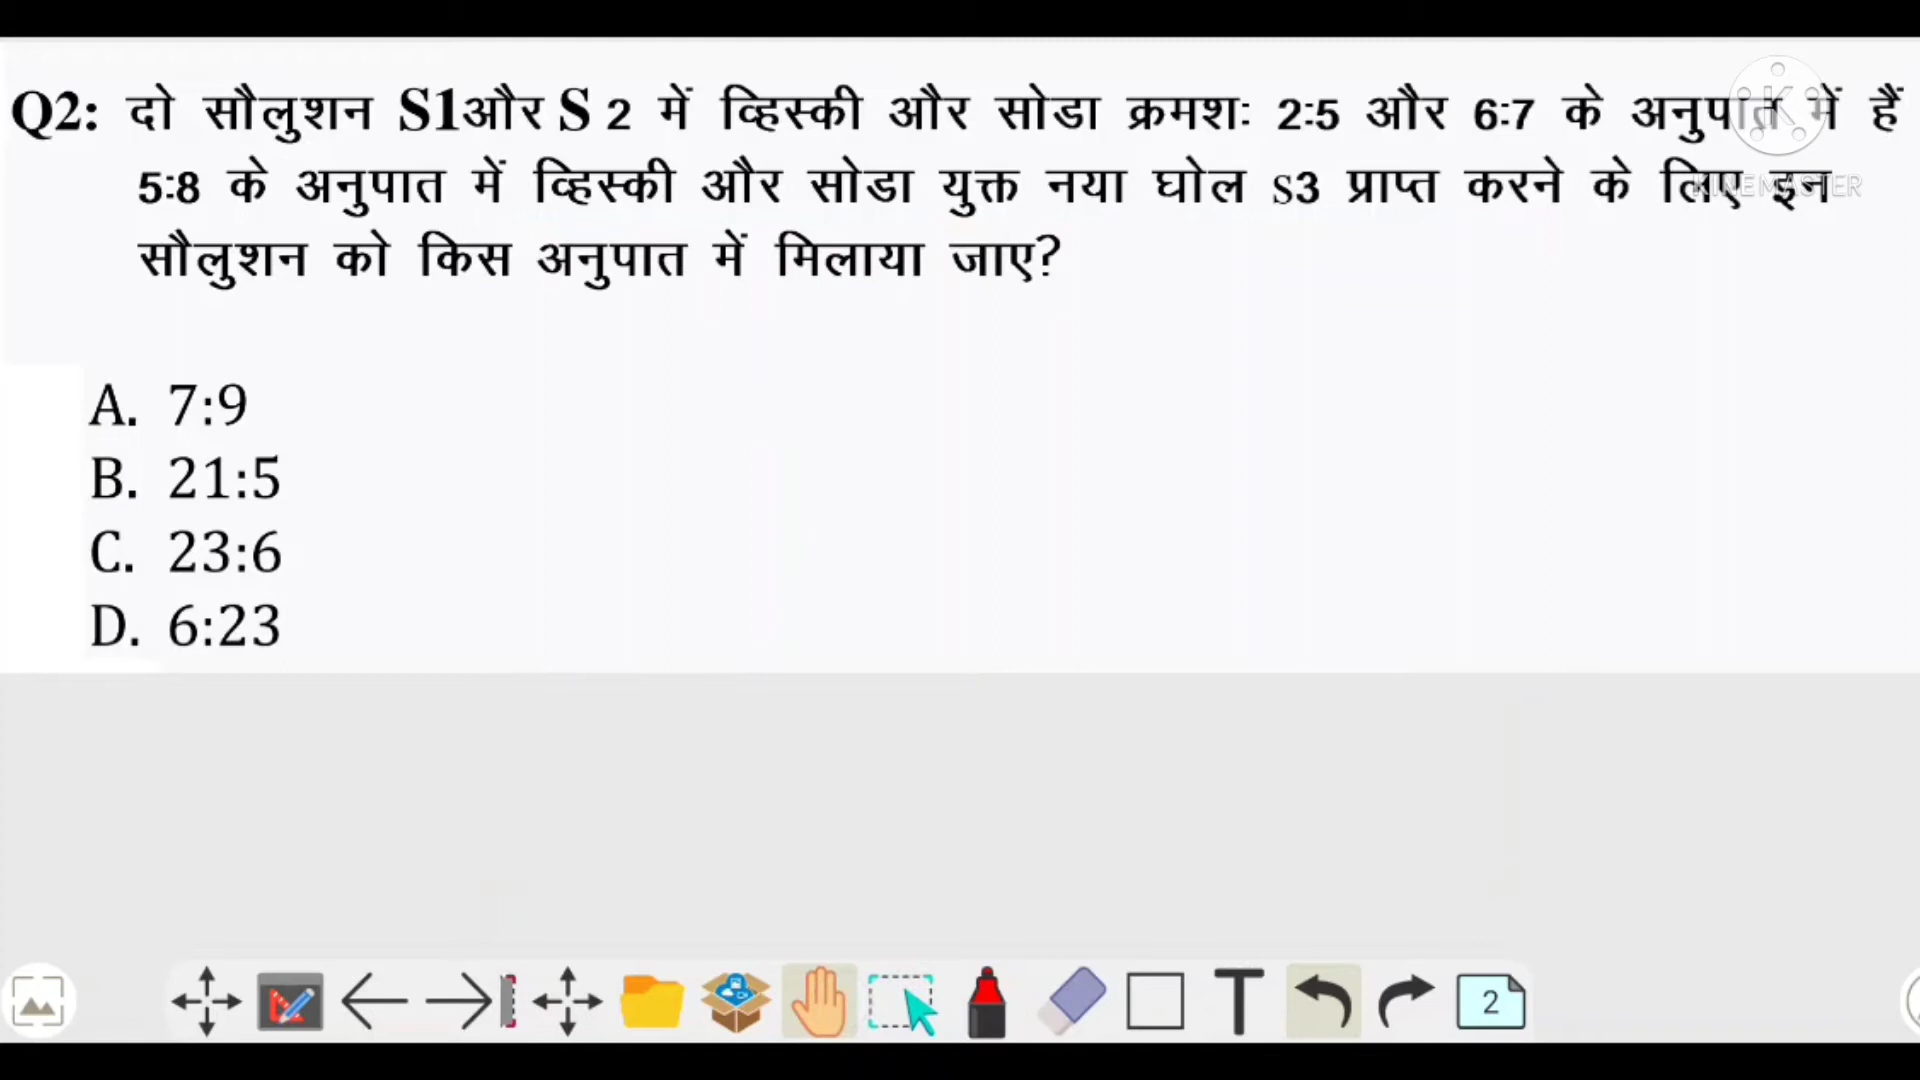 Q2: दो सौलुशन S1और S 2 में व्हिस्की और सोडा क्रमशः 2:5 और 6:7 के अनुपात में हैं
5:8 के अनुपात में व्हिस्की और सोडा युक्त नया घोल S3 प्राप्त करने के लिए इन
सौलुशन को किस अनुपात में मिलाया जाए?
KINEMASTER
A. 7:9
B. 21:5
C. 23:6
D. 6:23
2